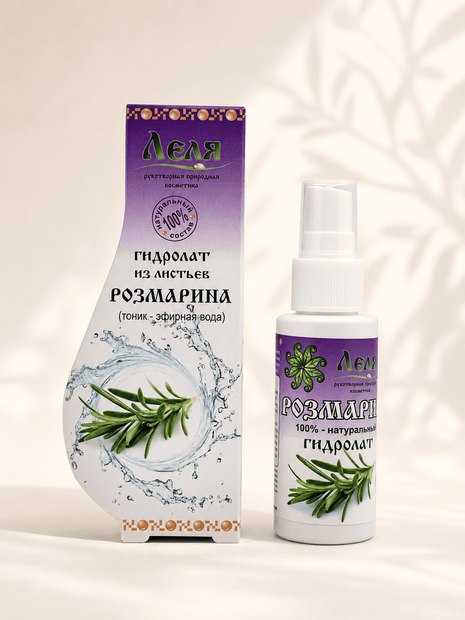 Леля
рукотворная природная
косметика
натуральный
100%
состав
гидролат
из листьев
розмарина
(тоник - эфирная вода)
Леля
рукотворная природная
косметика
РОЗМАРИН
100% - натуральный
гидролат